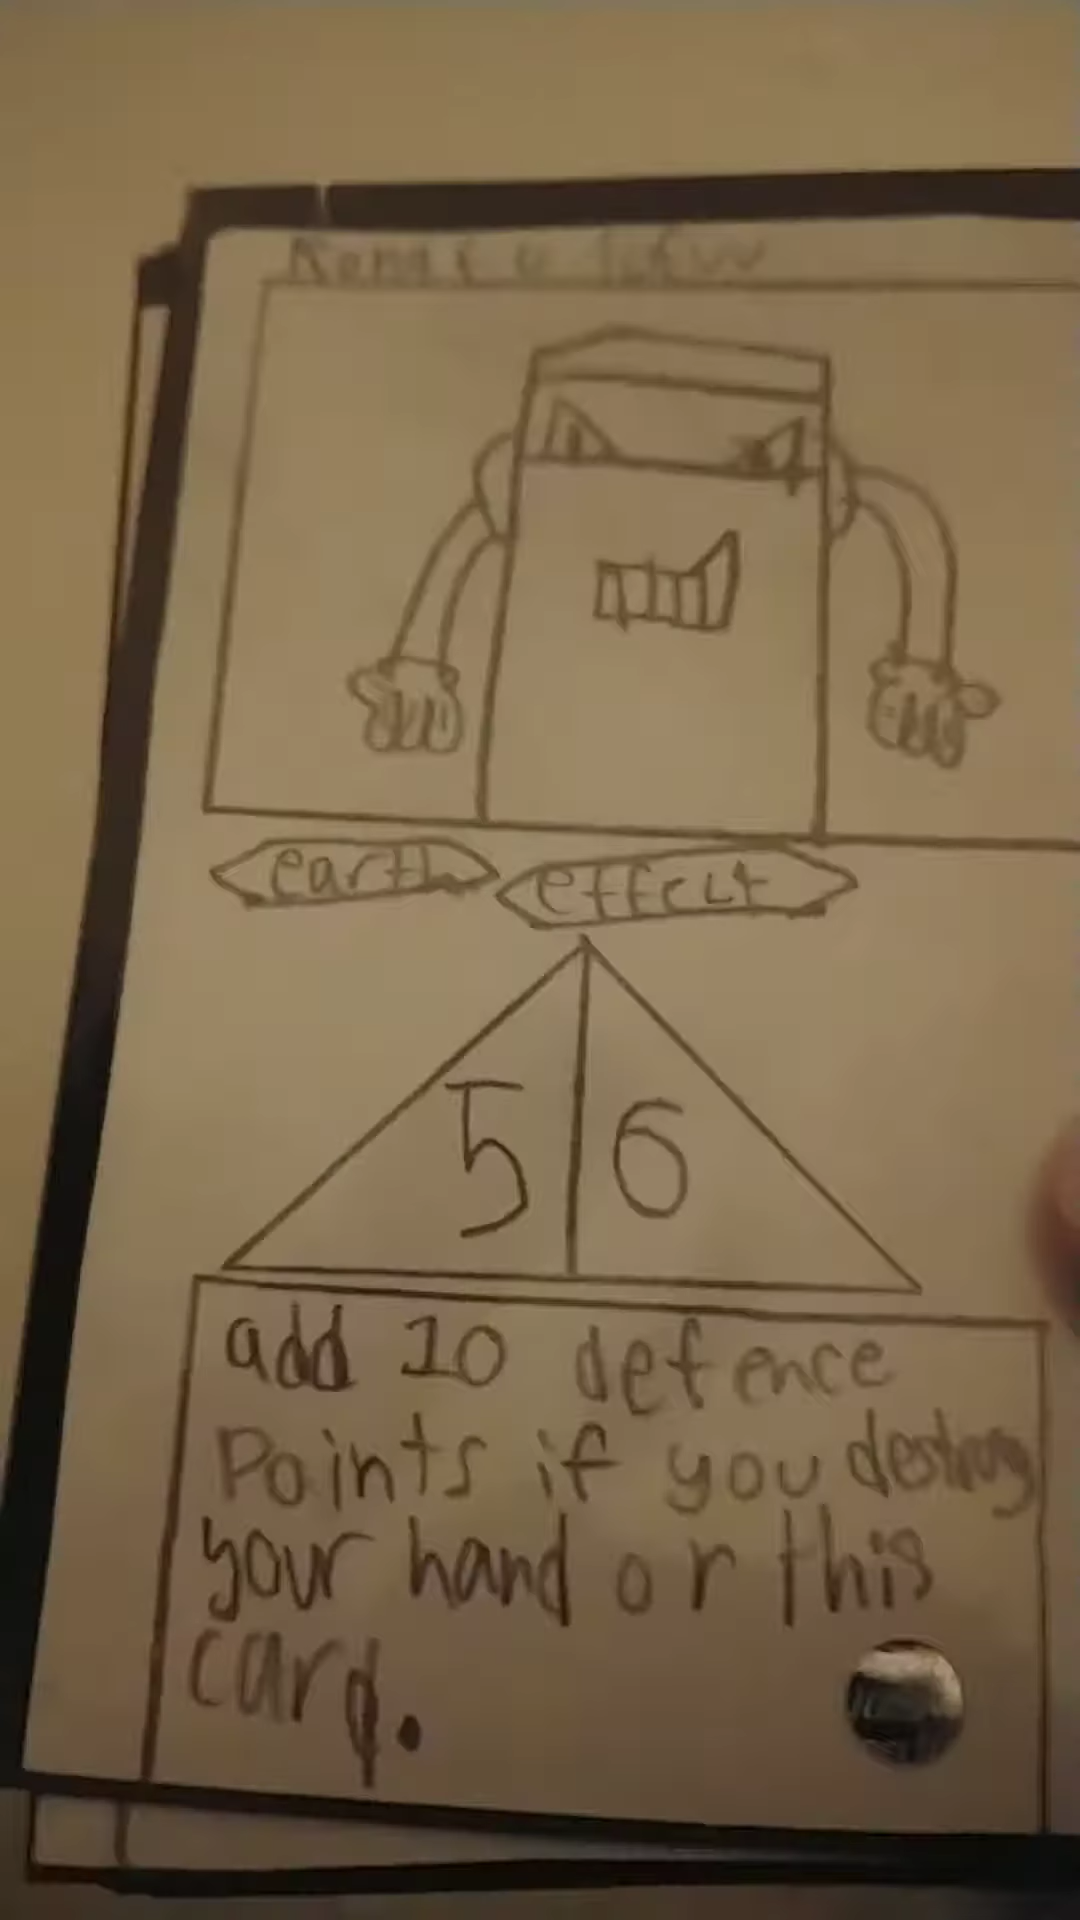 earth
effect
5 6
add 10 defence
Points if you destroy
your hand or this
card.